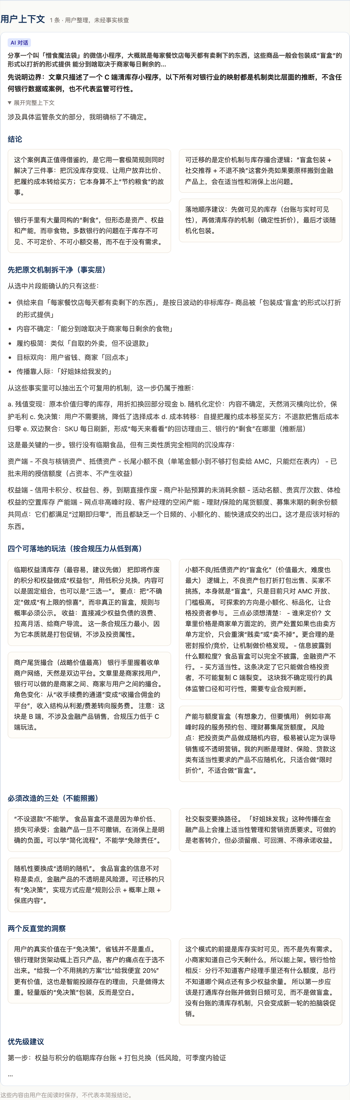 用户上下文 1 条 · 用户整理，未经事实核查
AI 对话
分享一个叫「惜食魔法袋」的微信小程序，大概就是每家餐饮店每天都有卖剩下的东西，这些商品一般会包装成“盲盒”的形式以打折的形式提供 能分到啥取决于商家每日剩余的...
先说明边界：文章只描述了一个 C 端清库存小程序，以下所有对银行业的映射都是机制类比层面的推断，不含任何银行数据或案例，也不代表监管可行性。
▼ 展开完整上下文
涉及具体监管条文的部分，我明确标了不确定。
结论
这个案例真正值得借鉴的，是它用一套极简规则同时解决了三件事：把沉没库存变现、让用户放弃比价、把履约成本转给买方；它本身算不上“节约粮食”的故事。
银行手里有大量同构的“剩食”，但形态是资产、权益和产能，而非食物。多数银行的问题在于库存不可见、不可定价、不可小额交易，而不在于没有需求。
可迁移的是定价机制与库存撮合逻辑；“盲盒包装 + 社交推荐 + 不退不换”这套外壳如果要原样搬到金融产品上，会在适当性和消保上出问题。
落地顺序建议：先做可见的库存（台账与实时可见性），再做清库存的机制（确定性折价），最后才谈随机化包装。
先把原文机制拆干净（事实层）
从选中片段能确认的只有这些：
• 供给来自「每家餐饮店每天都有卖剩下的东西」，是按日波动的非标库存- 商品被「包装成‘盲盒’的形式以打折的形式提供」
• 内容不确定：「能分到啥取决于商家每日剩余的食物」
• 履约极简：类似「自取的外卖，但不设退款」
• 目标双向：用户省钱、商家「回点本」
• 传播靠人际：「好姐妹给我发的」
从这些事实里可以抽出五个可复用的机制，这一步仍属于推断：
a. 残值变现：原本价值归零的库存，用折扣换回部分现金 b. 随机化定价：内容不确定，天然消灭横向比价，保护毛利 c. 免决策：用户不需要挑，降低了选择成本 d. 成本转移：自提把履约成本移至买方；不退款把售后成本归零 e. 双边聚合：SKU 每日刷新，形成“每天来看看”的回访理由三、银行的“剩食”在哪里（推断）
这是最关键的一步。银行没有临期食品，但有三类性质完全相同的沉没库存：
资产端 - 不良与核销资产、抵债资产 - 长尾小额不良（单笔金额小到不够打包卖给 AMC，只能烂在表内） - 已批未用的授信额度（占资本、不产生收益）
权益端 - 信用卡积分、权益包、券，到期直接作废 - 商户补贴预算的未消耗余额 - 活动名额、贵宾厅次数、体检权益的空置库存 产能端 - 网点非高峰时段、客户经理的空闲产能 - 理财/保险的尾货额度、募集末期的剩余份额 共同点：它们都满足“过期即归零”，而且都缺乏一个日频的、小额化的、能快速成交的出口。这才是应该对标的东西。
四个可落地的玩法（按合规压力从低到高）
临期权益清库存（最容易，建议先做） 把即将作废的积分和权益做成“权益包”，用低积分兑换，内容可以是固定组合，也可以是“三选一”。 要点：把“不确定”做成“有上限的惊喜”，而非真正的盲盒，规则与概率必须公示。 收益：直接减少权益负债的浪费、拉高月活、给商户导流。 这一条合规压力最小，因为它本质就是打包促销，不涉及投资属性。
商户尾货撮合（战略价值最高） 银行手里握着收单商户网络，天然是双边平台。文章里是商家找用户，银行可以做的是商家之间、商家与用户之间的撮合。 角色变化：从“收手续费的通道”变成“收撮合佣金的平台”，收入结构从利差/费差转向服务费。 注意：这块是 B 端、不涉及金融产品销售，合规压力低于 C 端玩法。
小额不良/抵债资产的“盲盒化”（价值最大，难度也最大） 逻辑上，不良资产包打折打包出售、买家不挑拣，本身就是“盲盒”，只是目前只对 AMC 开放、门槛极高。 可探索的方向是小额化、标品化，让合格投资者参与。 三点必须想清楚： - 谁来定价？ 文章里价格是商家单方面定的，资产处置如果也由卖方单方定价，只会重演“贱卖”或“卖不掉”。更合理的是密封报价/竞价，让机制做价格发现。 - 信息披露到什么颗粒度？ 食品盲盒可以完全不披露，金融资产不行。 - 买方适当性。这条决定了它只能做合格投资者，不可能复制 C 端裂变。 这块我不确定现行的具体监管口径和可行性，需要专业合规判断。
产能与额度盲盒（有想象力，但要慎用） 例如非高峰时段的服务预约包、理财募集尾货额度。 风险点：把投资类产品做成随机内容，极易被认定为误导销售或不透明营销。我的判断是理财、保险、贷款这类有适当性要求的产品不应随机化，只适合做“限时折价”，不适合做“盲盒”。
必须改造的三处（不能照搬）
“不设退款”不能学。 食品盲盒不退是因为单价低、损失可承受；金融产品一旦不可撤销，在消保上是明确的负面。可以学“简化流程”，不能学“免除责任”。
随机性要换成“透明的随机”。 食品盲盒的信息不对称是卖点，金融产品的不透明是风险源。可迁移的只有“免决策”，实现方应是“规则公示 + 概率上限 + 保底内容”。
社交裂变要换路径。 「好姐妹发我」这种传播在金融产品上会撞上适当性管理和营销资质要求。可做的是老客转介，但必须留痕、可回溯、不得承诺收益。
两个反直觉的洞察
用户的真实价值在于“免决策”，省钱并不是重点。 银行理财货架动辄上百只产品，客户的痛点在于选不出来。“给我一个不用挑的方案”比“给我便宜 20%”更有价值，这也是智能投顾存在的理由，只是做得太重。轻量版的“免决策”包装，反而是空白。
这个模式的前提是库存实时可见，而不是先有需求。 小商家知道自己今天剩什么，所以能上架。银行恰恰相反：分行不知道客户经理手里还有什么额度，总行不知道哪个网点还有多少权益余量。 所以第一步应该是打通库存台账并做到日频可见，而不是做盲盒。没有台账的清库存机制，只会变成新一轮的拍脑袋促销。
优先级建议
第一步：权益与积分的临期库存台账 + 打包兑换（低风险，可季度内验证
...
这些内容由用户在阅读时保存，不代表本简报结论。